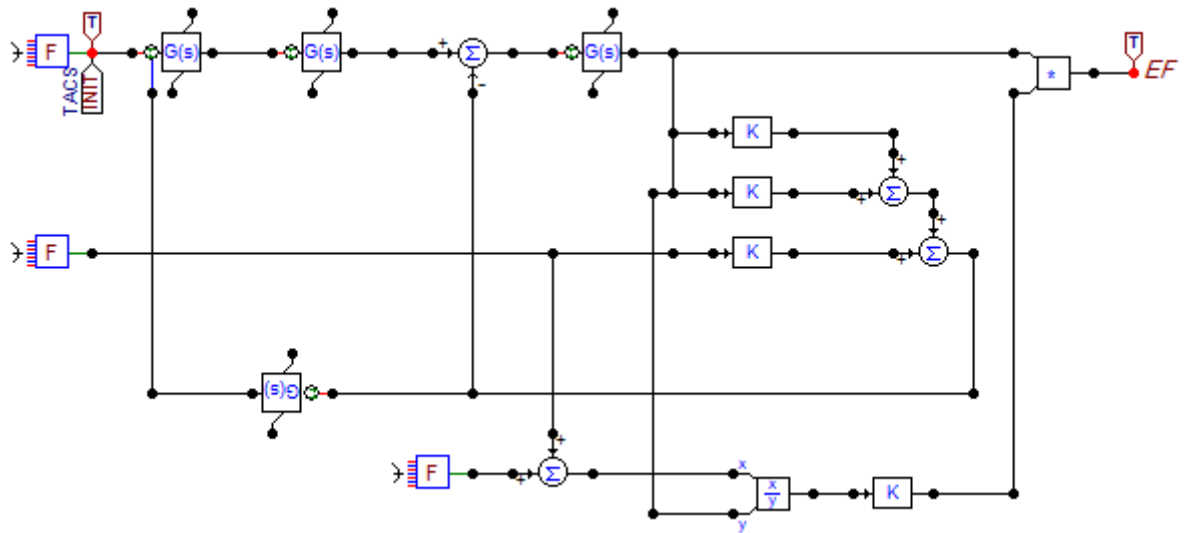 T
T
F
G(s)
G(s)
+
Σ
-
G(s)
*
EF
TACS
INIT
K
+
K
+
Σ
+
F
K
+
Σ
G(s)
+
F
+
Σ
x
x
y
y
K